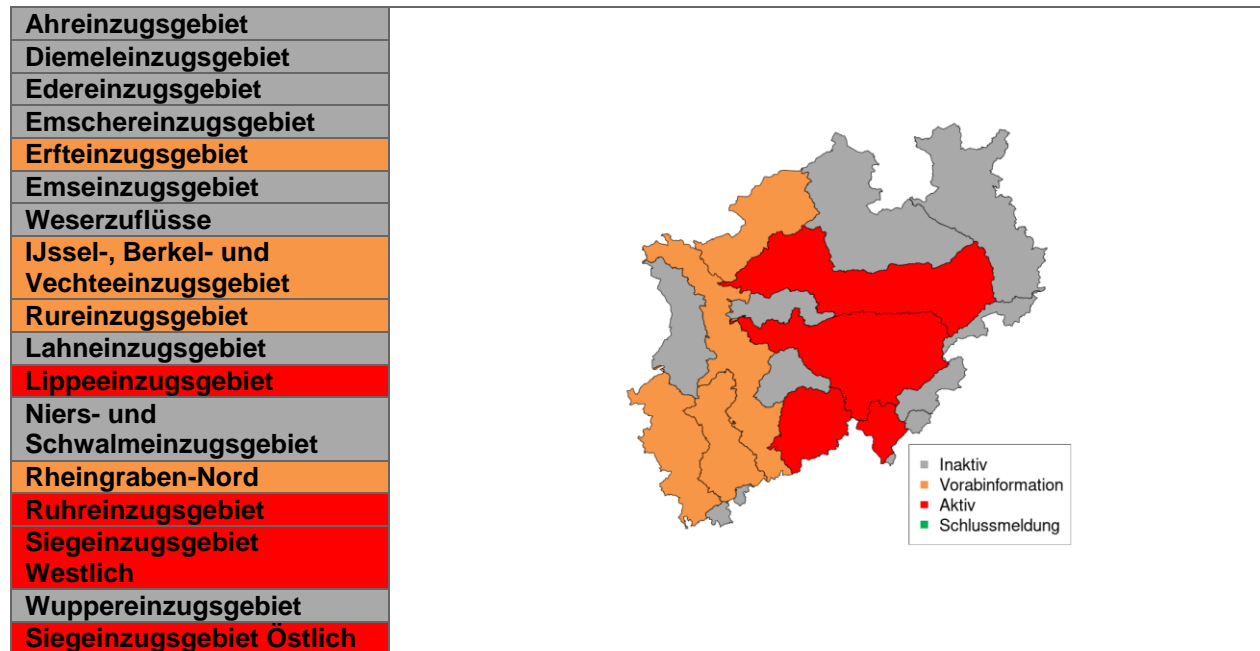 Ahreinzugsgebiet
Diemeleinzugsgebiet
Edereinzugsgebiet
Emschereinzugsgebiet
Erfteinzugsgebiet
Emseinzugsgebiet
Weserzuflüsse
IJssel-, Berkel- und
Vechteeinzugsgebiet
Rureinzugsgebiet
Lahneinzugsgebiet
Lippeeinzugsgebiet
Niers- und
Schwalmeinzugsgebiet
Rheingraben-Nord
Ruhreinzugsgebiet
Siegeinzugsgebiet
Westlich
Wuppereinzugsgebiet
Siegeinzugsgebiet Östlich
Inaktiv
Vorabinformation
Aktiv
Schlussmeldung